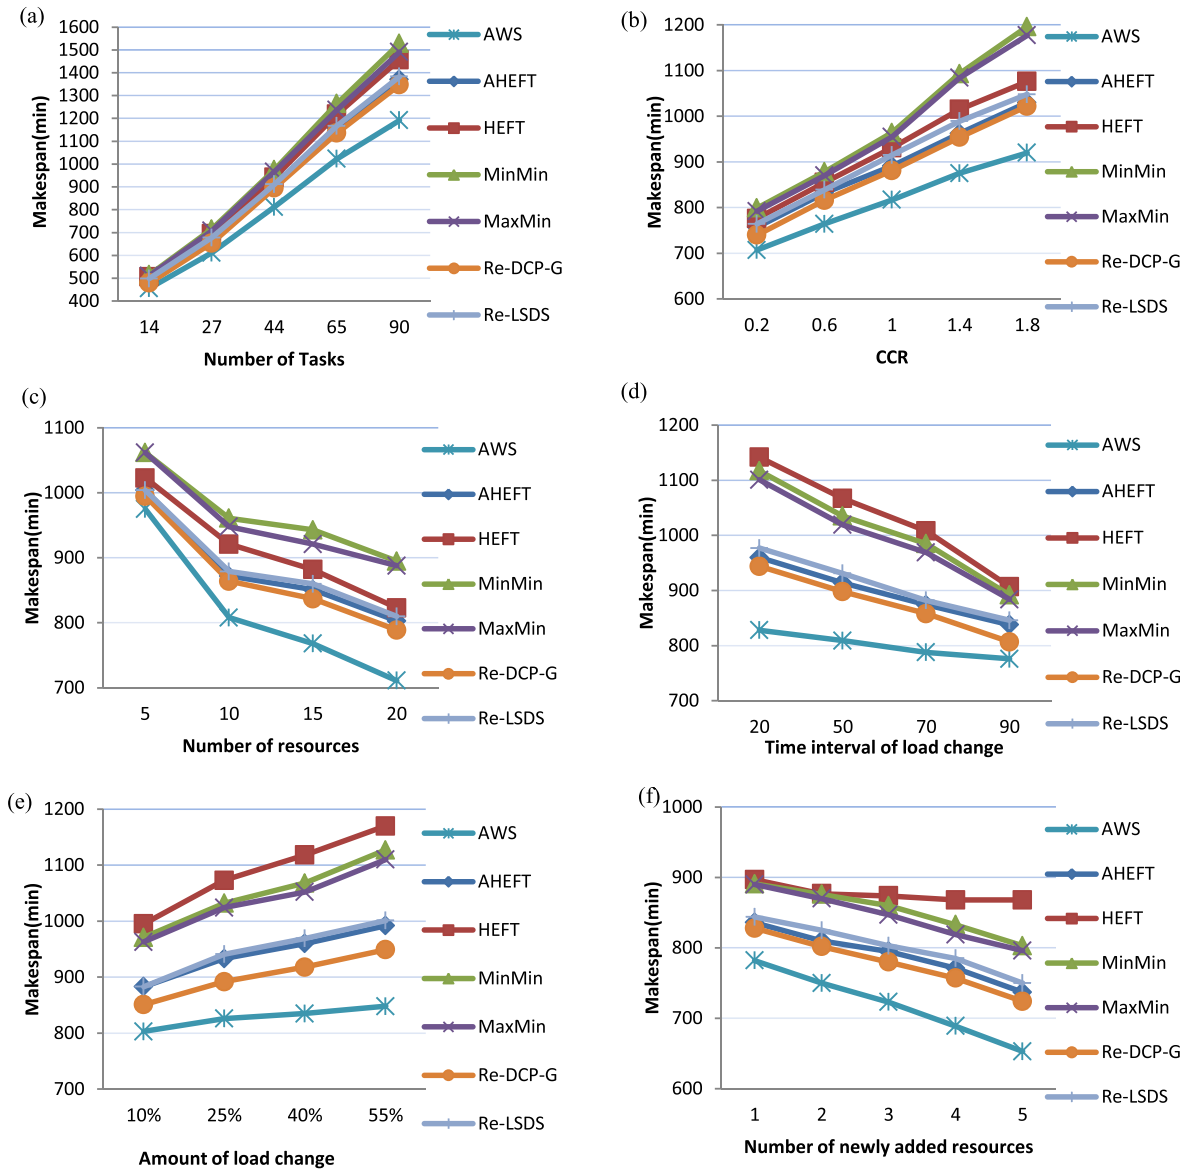 (a)
1600
1500
1400
1300
1200
1100
1000
900
800
700
600
500
400
Makespan(min)
14 27 44 65 90
Number of Tasks
AWS
AHEFT
HEFT
MinMin
MaxMin
Re-DCP-G
Re-LSDS
(b)
1200
1100
1000
900
800
700
600
Makespan(min)
0.2 0.6 1 1.4 1.8
CCR
AWS
AHEFT
HEFT
MinMin
MaxMin
Re-DCP-G
Re-LSDS
(c)
1100
1000
900
800
700
Makespan(min)
5 10 15 20
Number of resources
AWS
AHEFT
HEFT
MinMin
MaxMin
Re-DCP-G
Re-LSDS
(d)
1200
1100
1000
900
800
700
Makespan(min)
20 50 70 90
Time interval of load change
AWS
AHEFT
HEFT
MinMin
MaxMin
Re-DCP-G
Re-LSDS
(e)
1200
1100
1000
900
800
700
Makespan(min)
10% 25% 40% 55%
Amount of load change
AWS
AHEFT
HEFT
MinMin
MaxMin
Re-DCP-G
Re-LSDS
(f)
1000
900
800
700
600
Makespan(min)
1 2 3 4 5
Number of newly added resources
AWS
AHEFT
HEFT
MinMin
MaxMin
Re-DCP-G
Re-LSDS